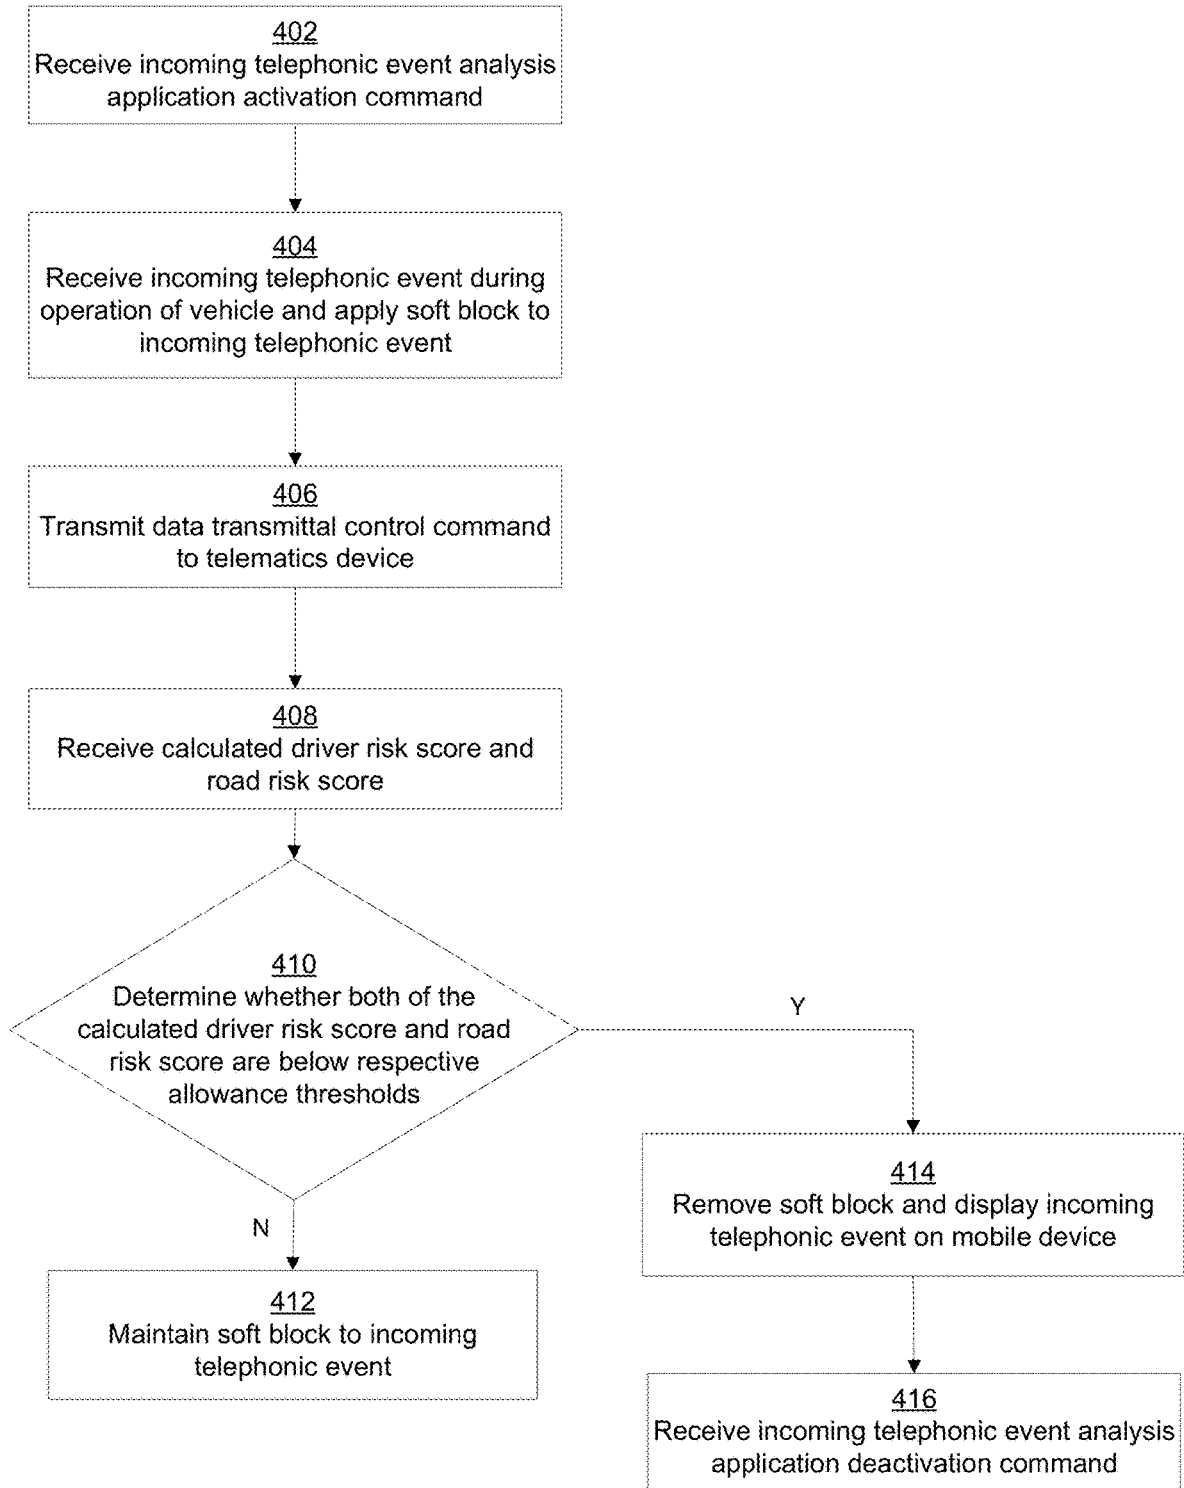 402
Receive incoming telephonic event analysis
application activation command
404
Receive incoming telephonic event during
operation of vehicle and apply soft block to
incoming telephonic event
406
Transmit data transmittal control command
to telematics device
408
Receive calculated driver risk score and
road risk score
410
Determine whether both of the
calculated driver risk score and road
risk score are below respective
allowance thresholds
Y
N
412
Maintain soft block to incoming
telephonic event
414
Remove soft block and display incoming
telephonic event on mobile device
416
Receive incoming telephonic event analysis
application deactivation command